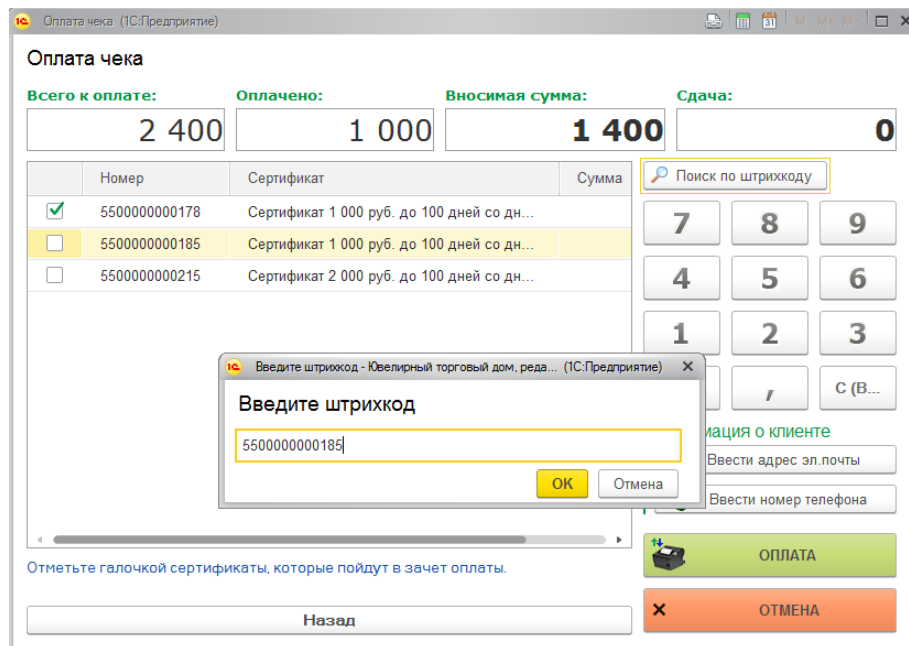 Оплата чека (1С:Предприятие)
31 M M+ M-
Оплата чека
Всего к оплате: Оплачено: Вносимая сумма: Сдача:
2 400 1 000 1 400 0
Номер Сертификат Сумма
Поиск по штрихкоду
5500000000178 Сертификат 1 000 руб. до 100 дней со дн...
5500000000185 Сертификат 1 000 руб. до 100 дней со дн...
5500000000215 Сертификат 2 000 руб. до 100 дней со дн...
7 8 9
4 5 6
1 2 3
, C (В...
Введите штрихкод - Ювелирный торговый дом, реда... (1С:Предприятие)
Введите штрихкод
5500000000185
OK Отмена
мация о клиенте
Ввести адрес эл.почты
Ввести номер телефона
ОПЛАТА
Отметьте галочкой сертификаты, которые пойдут в зачет оплаты.
Назад
ОТМЕНА